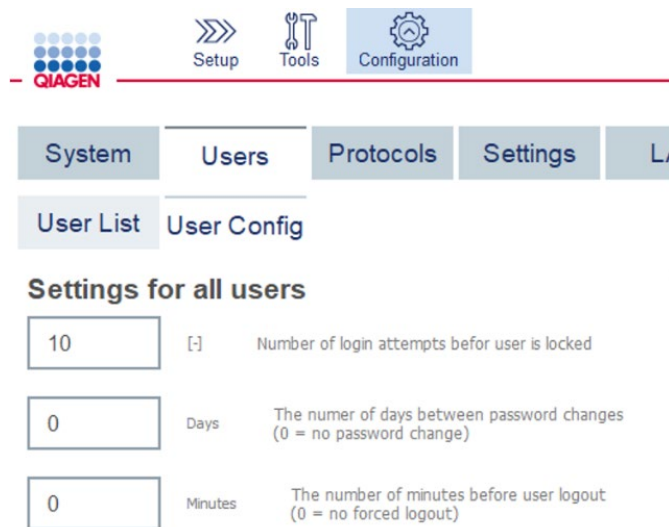 QIAGEN
Setup
Tools
Configuration
System
Users
Protocols
Settings
User List
User Config
Settings for all users
10
[-]
Number of login attempts befor user is locked
0
Days
The numer of days between password changes
(0 = no password change)
0
Minutes
The number of minutes before user logout
(0 = no forced logout)